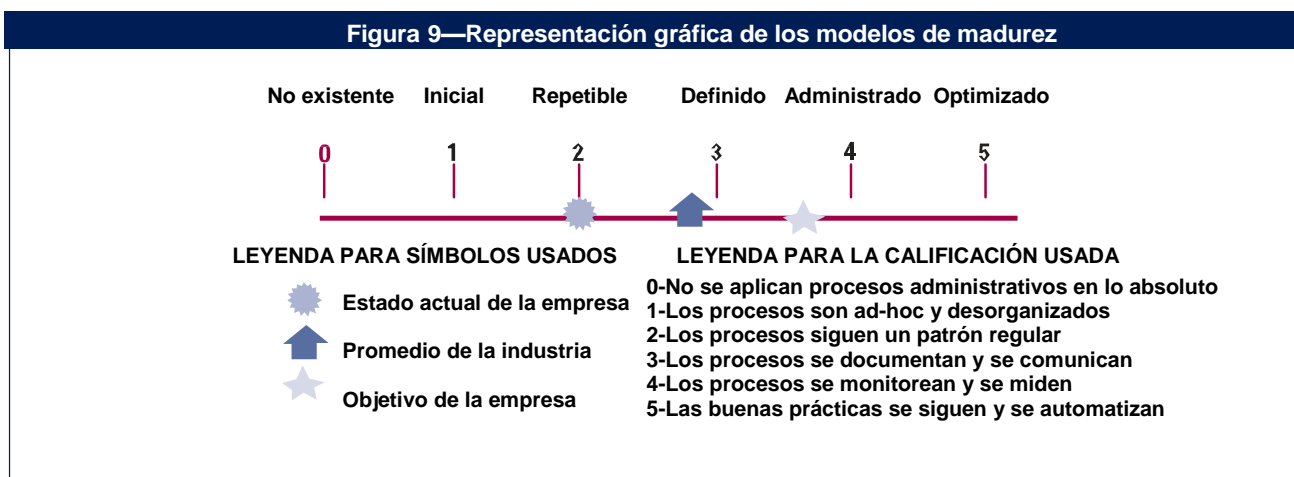 Figura 9—Representación gráfica de los modelos de madurez
No existente Inicial Repetible Definido Administrado Optimizado
0 1 2 3 4 5
LEYENDA PARA SÍMBOLOS USADOS
Estado actual de la empresa
Promedio de la industria
Objetivo de la empresa
LEYENDA PARA LA CALIFICACIÓN USADA
0-No se aplican procesos administrativos en lo absoluto
1-Los procesos son ad-hoc y desorganizados
2-Los procesos siguen un patrón regular
3-Los procesos se documentan y se comunican
4-Los procesos se monitorean y se miden
5-Las buenas prácticas se siguen y se automatizan